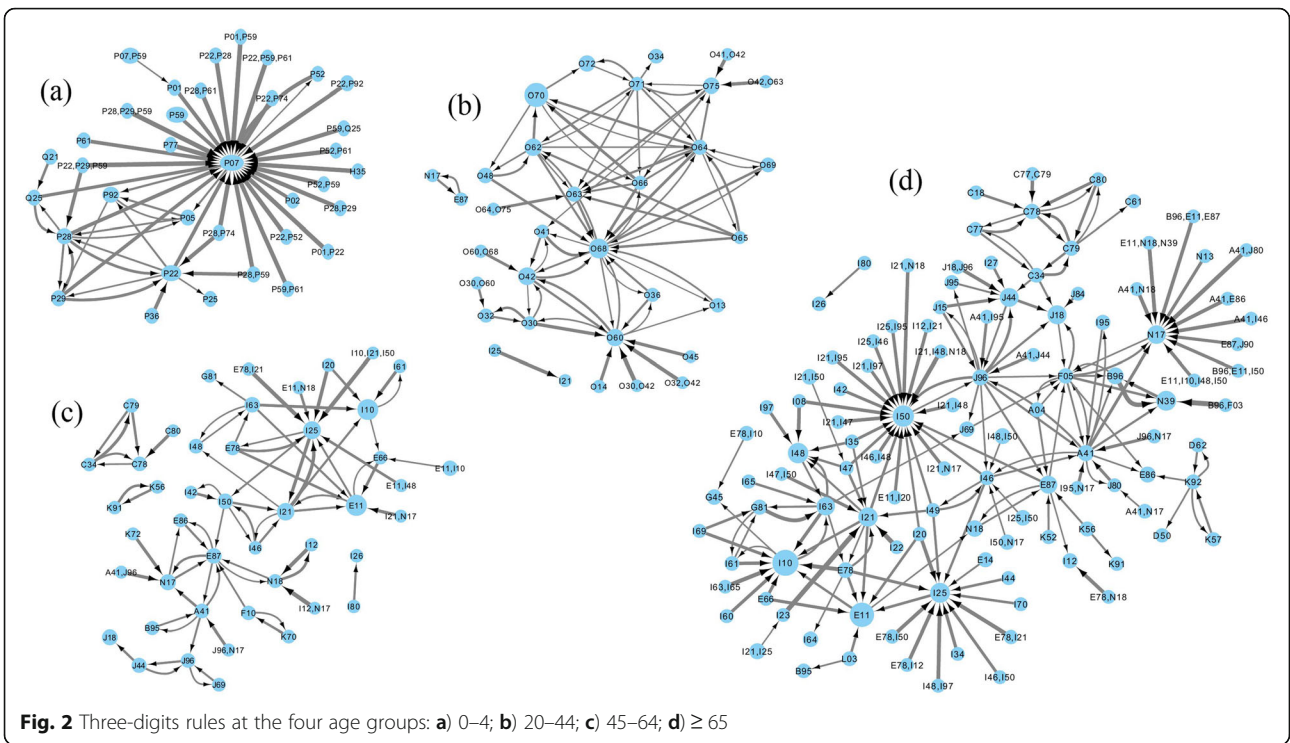 (a)
P01,P59
P07,P59
P22,P28
P22,P59,P61
P52
P01
P28,P61
P22,P74
P22,P92
P28,P29,P59
P59
P59,Q25
P61
P77
P52,P61
Q21
P22,P29,P59
P07
H35
Q25
P92
P52,P59
P02
P28,P29
P05
P28
P28,P74
P22,P52
P01,P22
P22
P28,P59
P29
P25
P59,P61
P36
(b)
O72
O34
O41,O42
O71
O75
O42,O63
O70
O62
O64
N17
O48
O66
O69
E87
O63
O64,O75
O41
O68
O65
O60,Q68
O42
O30,O60
O36
O13
O32
O30
O60
I25
O45
I21
O14
O30,O42
O32,O42
(c)
I10,I21,I50
E78,I21
I20
G81
E11,N18
I61
C79
I63
I10
C80
I25
I48
E78
E66
C34
C78
E11,I10
K56
I42
I50
E11,I48
K91
I21
E11
E86
I46
I21,N17
K72
E87
I12
I26
A41,J96
N17
N18
A41
F10
I12,N17
I80
B95
K70
J18
J96,N17
J44
J96
J69
(d)
C77,C79
C80
C18
C78
C61
B96,E11,E87
C77
C79
E11,N18,N39
A41,J80
I80
I21,N18
J18,J96
I27
C34
N13
J95
J44
A41,N18
A41,E86
I26
J15
J18
J84
I25,I95
I12,I21
A41,I95
I95
A41,I46
I25,I46
I21,I48,N18
N17
I21,I95
I21,I97
A41,J44
E87,J90
I21,I50
I42
J96
F05
B96
B96,E11,I50
E11,I10,I48,I50
I08
I50
I21,I48
A04
N39
B96,F03
I97
I21,I47
J69
E78,I10
I35
I46,I48
I48,I50
J96,N17
D62
I48
I47
I21,N17
A41
I47,I50
I46
E86
K92
I65
E11,I20
E87
I95,N17
J80
G45
G81
I63
I49
A41,N17
I69
I21
N18
I25,I50
D50
K57
I22
I20
I50,N17
K52
K56
I61
I10
E78
E14
I12
K91
I63,I65
I44
E66
I23
I25
E78,N18
I60
E11
I70
I64
E78,I50
E78,I21
I21,I25
L03
I34
B95
E78,I12
I46,I50
I48,I97
Fig. 2 Three-digits rules at the four age groups: a) 0–4; b) 20–44; c) 45–64; d) ≥ 65